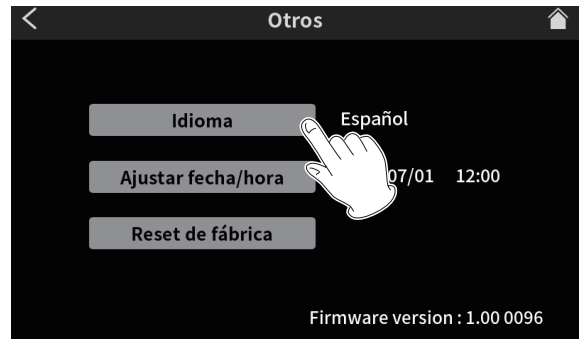 Otros
Idioma Español
Ajustar fecha/hora 07/01 12:00
Reset de fábrica
Firmware version : 1.00 0096